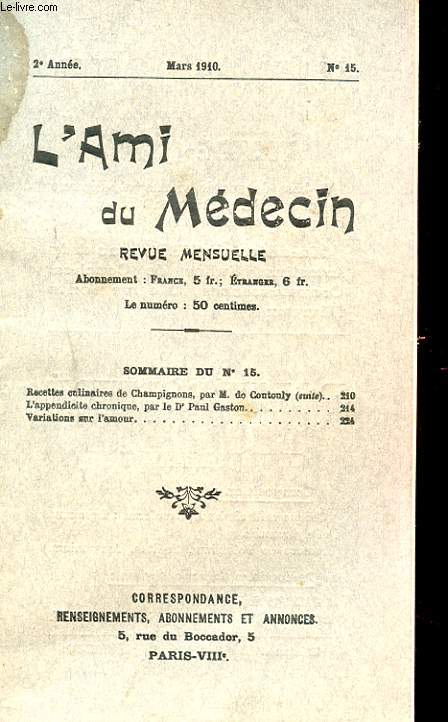 Le-livre.com
2e Année. Mars 1910. N° 15.
L'Ami
du Médecin
REVUE MENSUELLE
Abonnement : FRANCE, 5 fr.; ÉTRANGER, 6 fr.
Le numéro : 50 centimes.
SOMMAIRE DU N° 15.
Recettes culinaires de Champignons, par M. de Contouly (suite).. 210
L'appendicite chronique, par le Dr Paul Gaston.......... 214
Variations sur l'amour........................ 224
CORRESPONDANCE,
RENSEIGNEMENTS, ABONNEMENTS ET ANNONCES.
5, rue du Boccador, 5
PARIS-VIIIe.